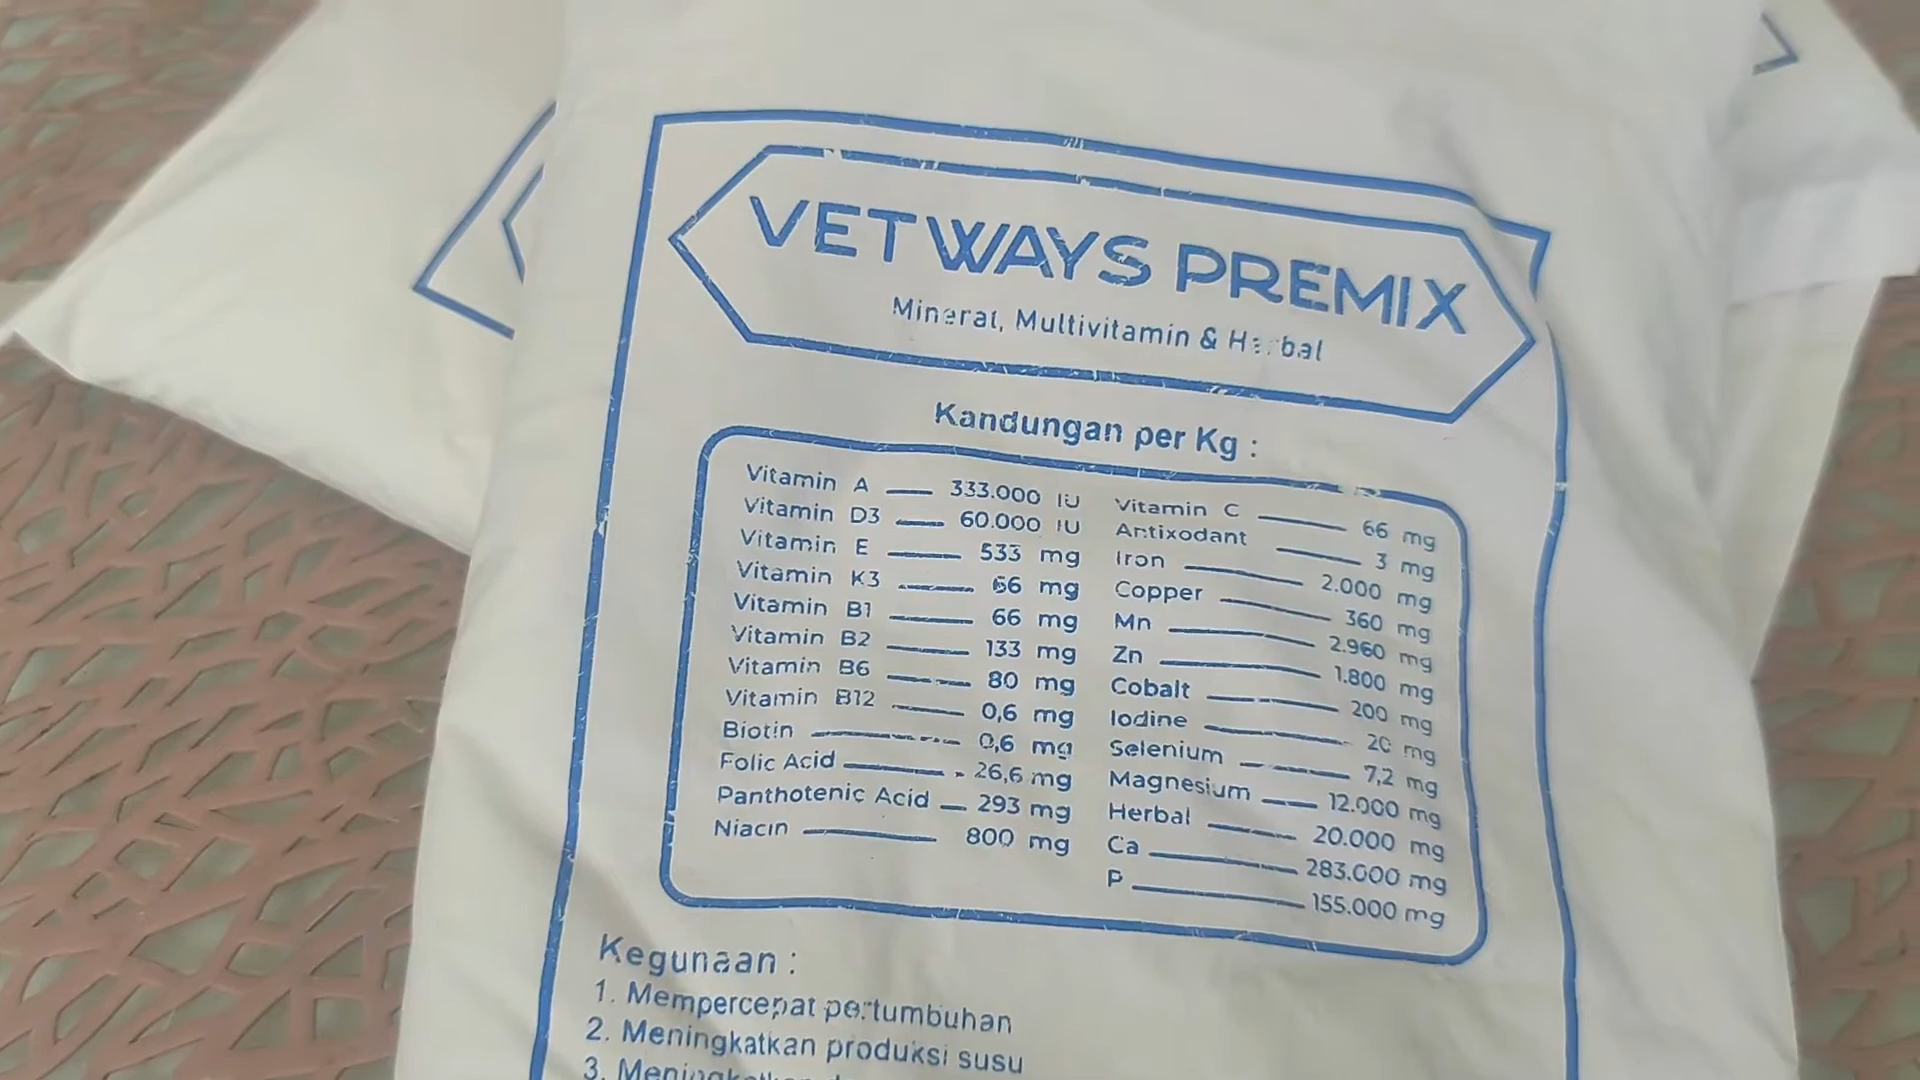 VETWAYS PREMIX
Mineral, Multivitamin & Herbal
Kandungan per Kg :
Vitamin A 333.000 IU
Vitamin D3 60.000 IU
Vitamin E 533 mg
Vitamin K3 66 mg
Vitamin B1 66 mg
Vitamin B2 133 mg
Vitamin B6 80 mg
Vitamin B12 0,6 mg
Biotin 0,6 mg
Folic Acid 26,6 mg
Panthotenic Acid 293 mg
Niacin 800 mg
Vitamin C 66 mg
Antixodant 3 mg
Iron 2.000 mg
Copper 360 mg
Mn 2.960 mg
Zn 1.800 mg
Cobalt 200 mg
Iodine 20 mg
Selenium 7,2 mg
Magnesium 12.000 mg
Herbal 20.000 mg
Ca 283.000 mg
P 155.000 mg
Kegunaan :
1. Mempercepat pertumbuhan
2. Meningkatkan produksi susu
3.